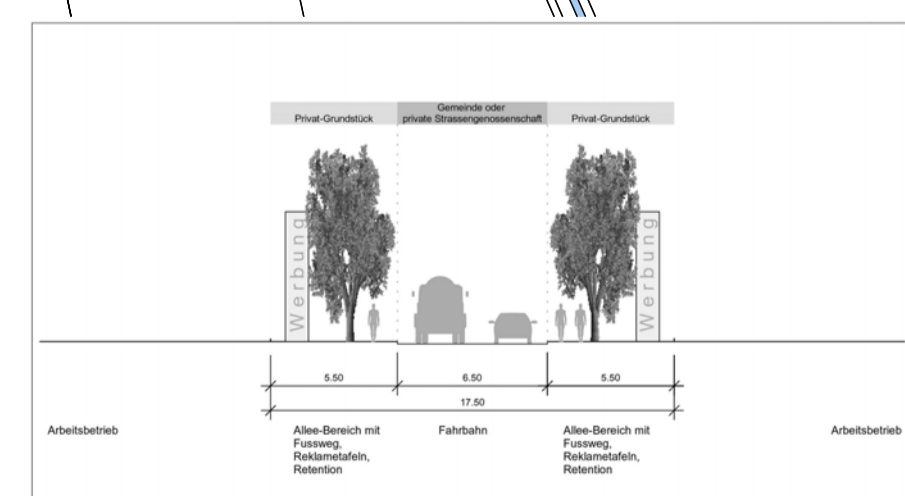 Gemeinde oder
Privat-Grundstück private Strassengenossenschaft Privat-Grundstück
Werbung
Werbung
5.50 6.50 5.50
17.50
Arbeitsbetrieb
Allee-Bereich mit
Fussweg,
Reklametafeln,
Retention
Fahrbahn
Allee-Bereich mit
Fussweg,
Reklametafeln,
Retention
Arbeitsbetrieb